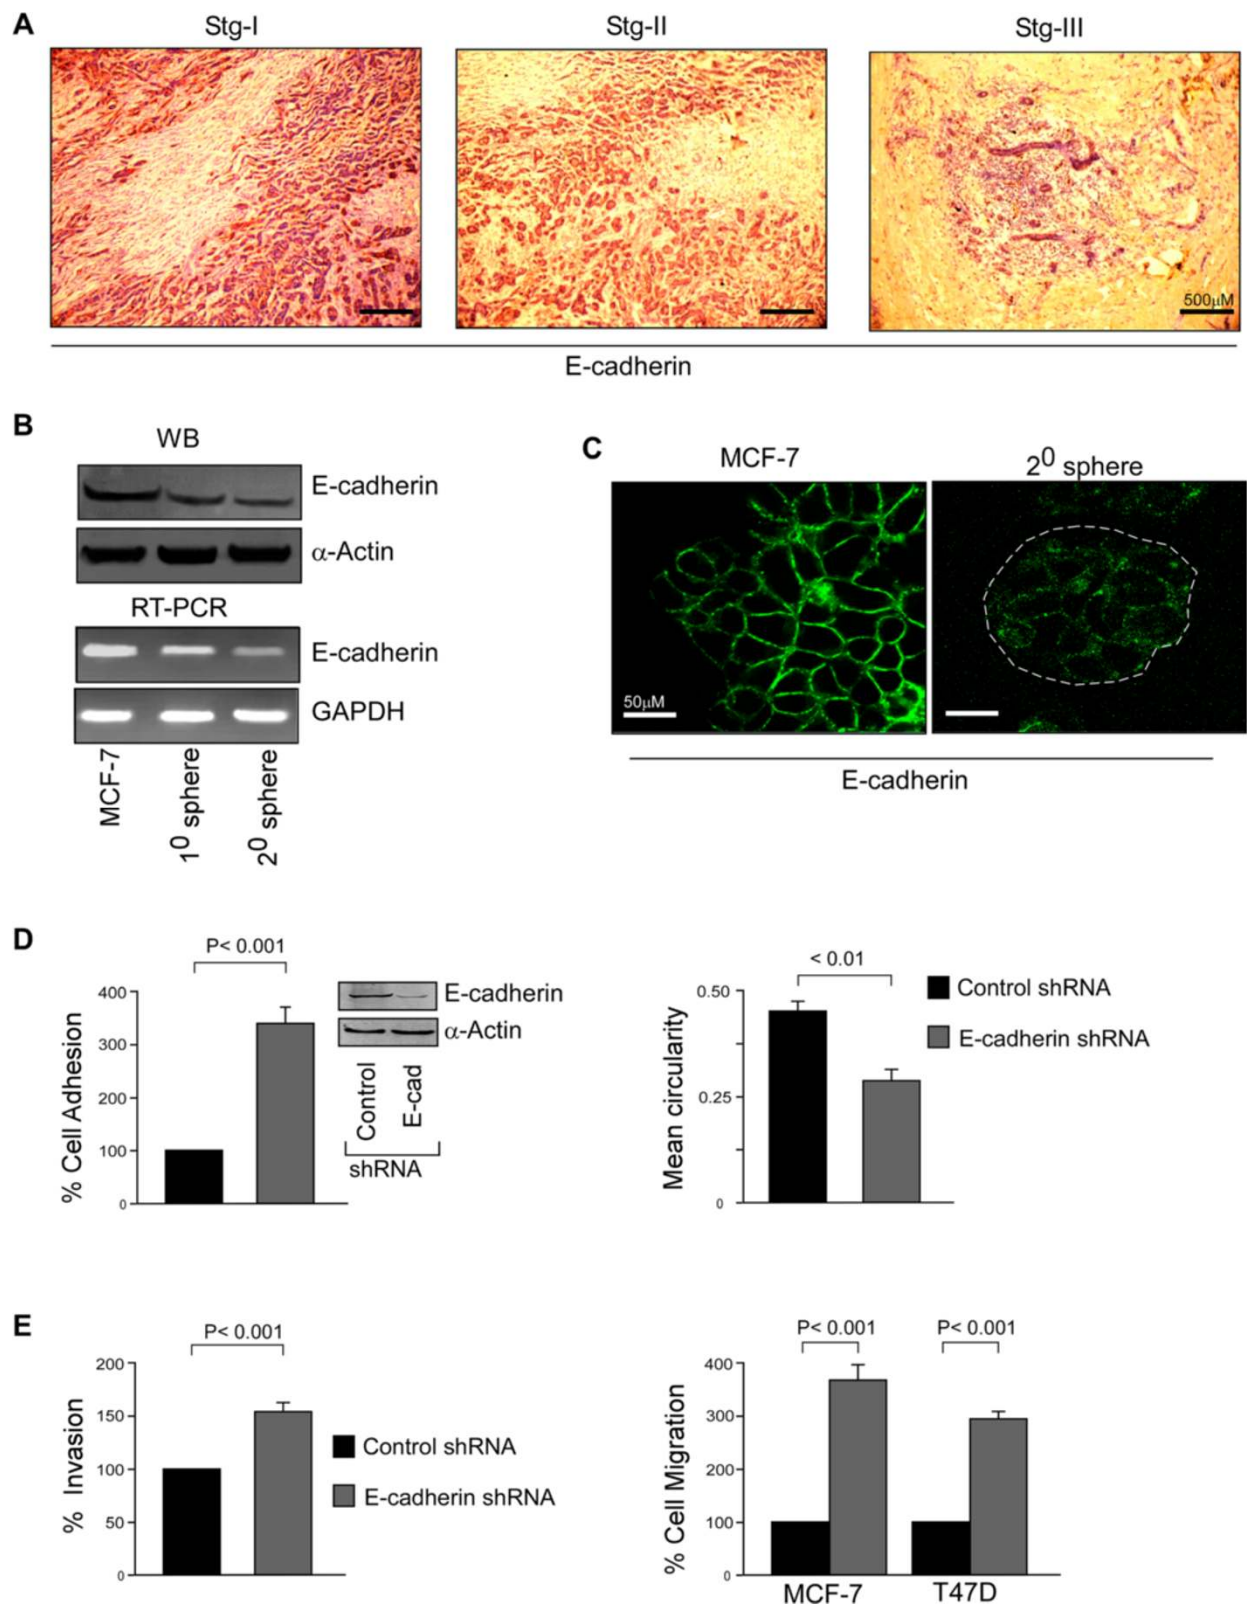 A
Stg-I
Stg-II
Stg-III
500µM
E-cadherin
B
WB
E-cadherin
α-Actin
RT-PCR
E-cadherin
GAPDH
MCF-7
1⁰ sphere
2⁰ sphere
C
MCF-7
2⁰ sphere
50µM
E-cadherin
D
P< 0.001
% Cell Adhesion
400
300
200
100
0
E-cadherin
α-Actin
Control
E-cad
shRNA
< 0.01
Mean circularity
0.50
0.25
0
Control shRNA
E-cadherin shRNA
E
P< 0.001
% Invasion
200
150
100
50
0
Control shRNA
E-cadherin shRNA
P< 0.001
P< 0.001
% Cell Migration
400
300
200
100
0
MCF-7
T47D